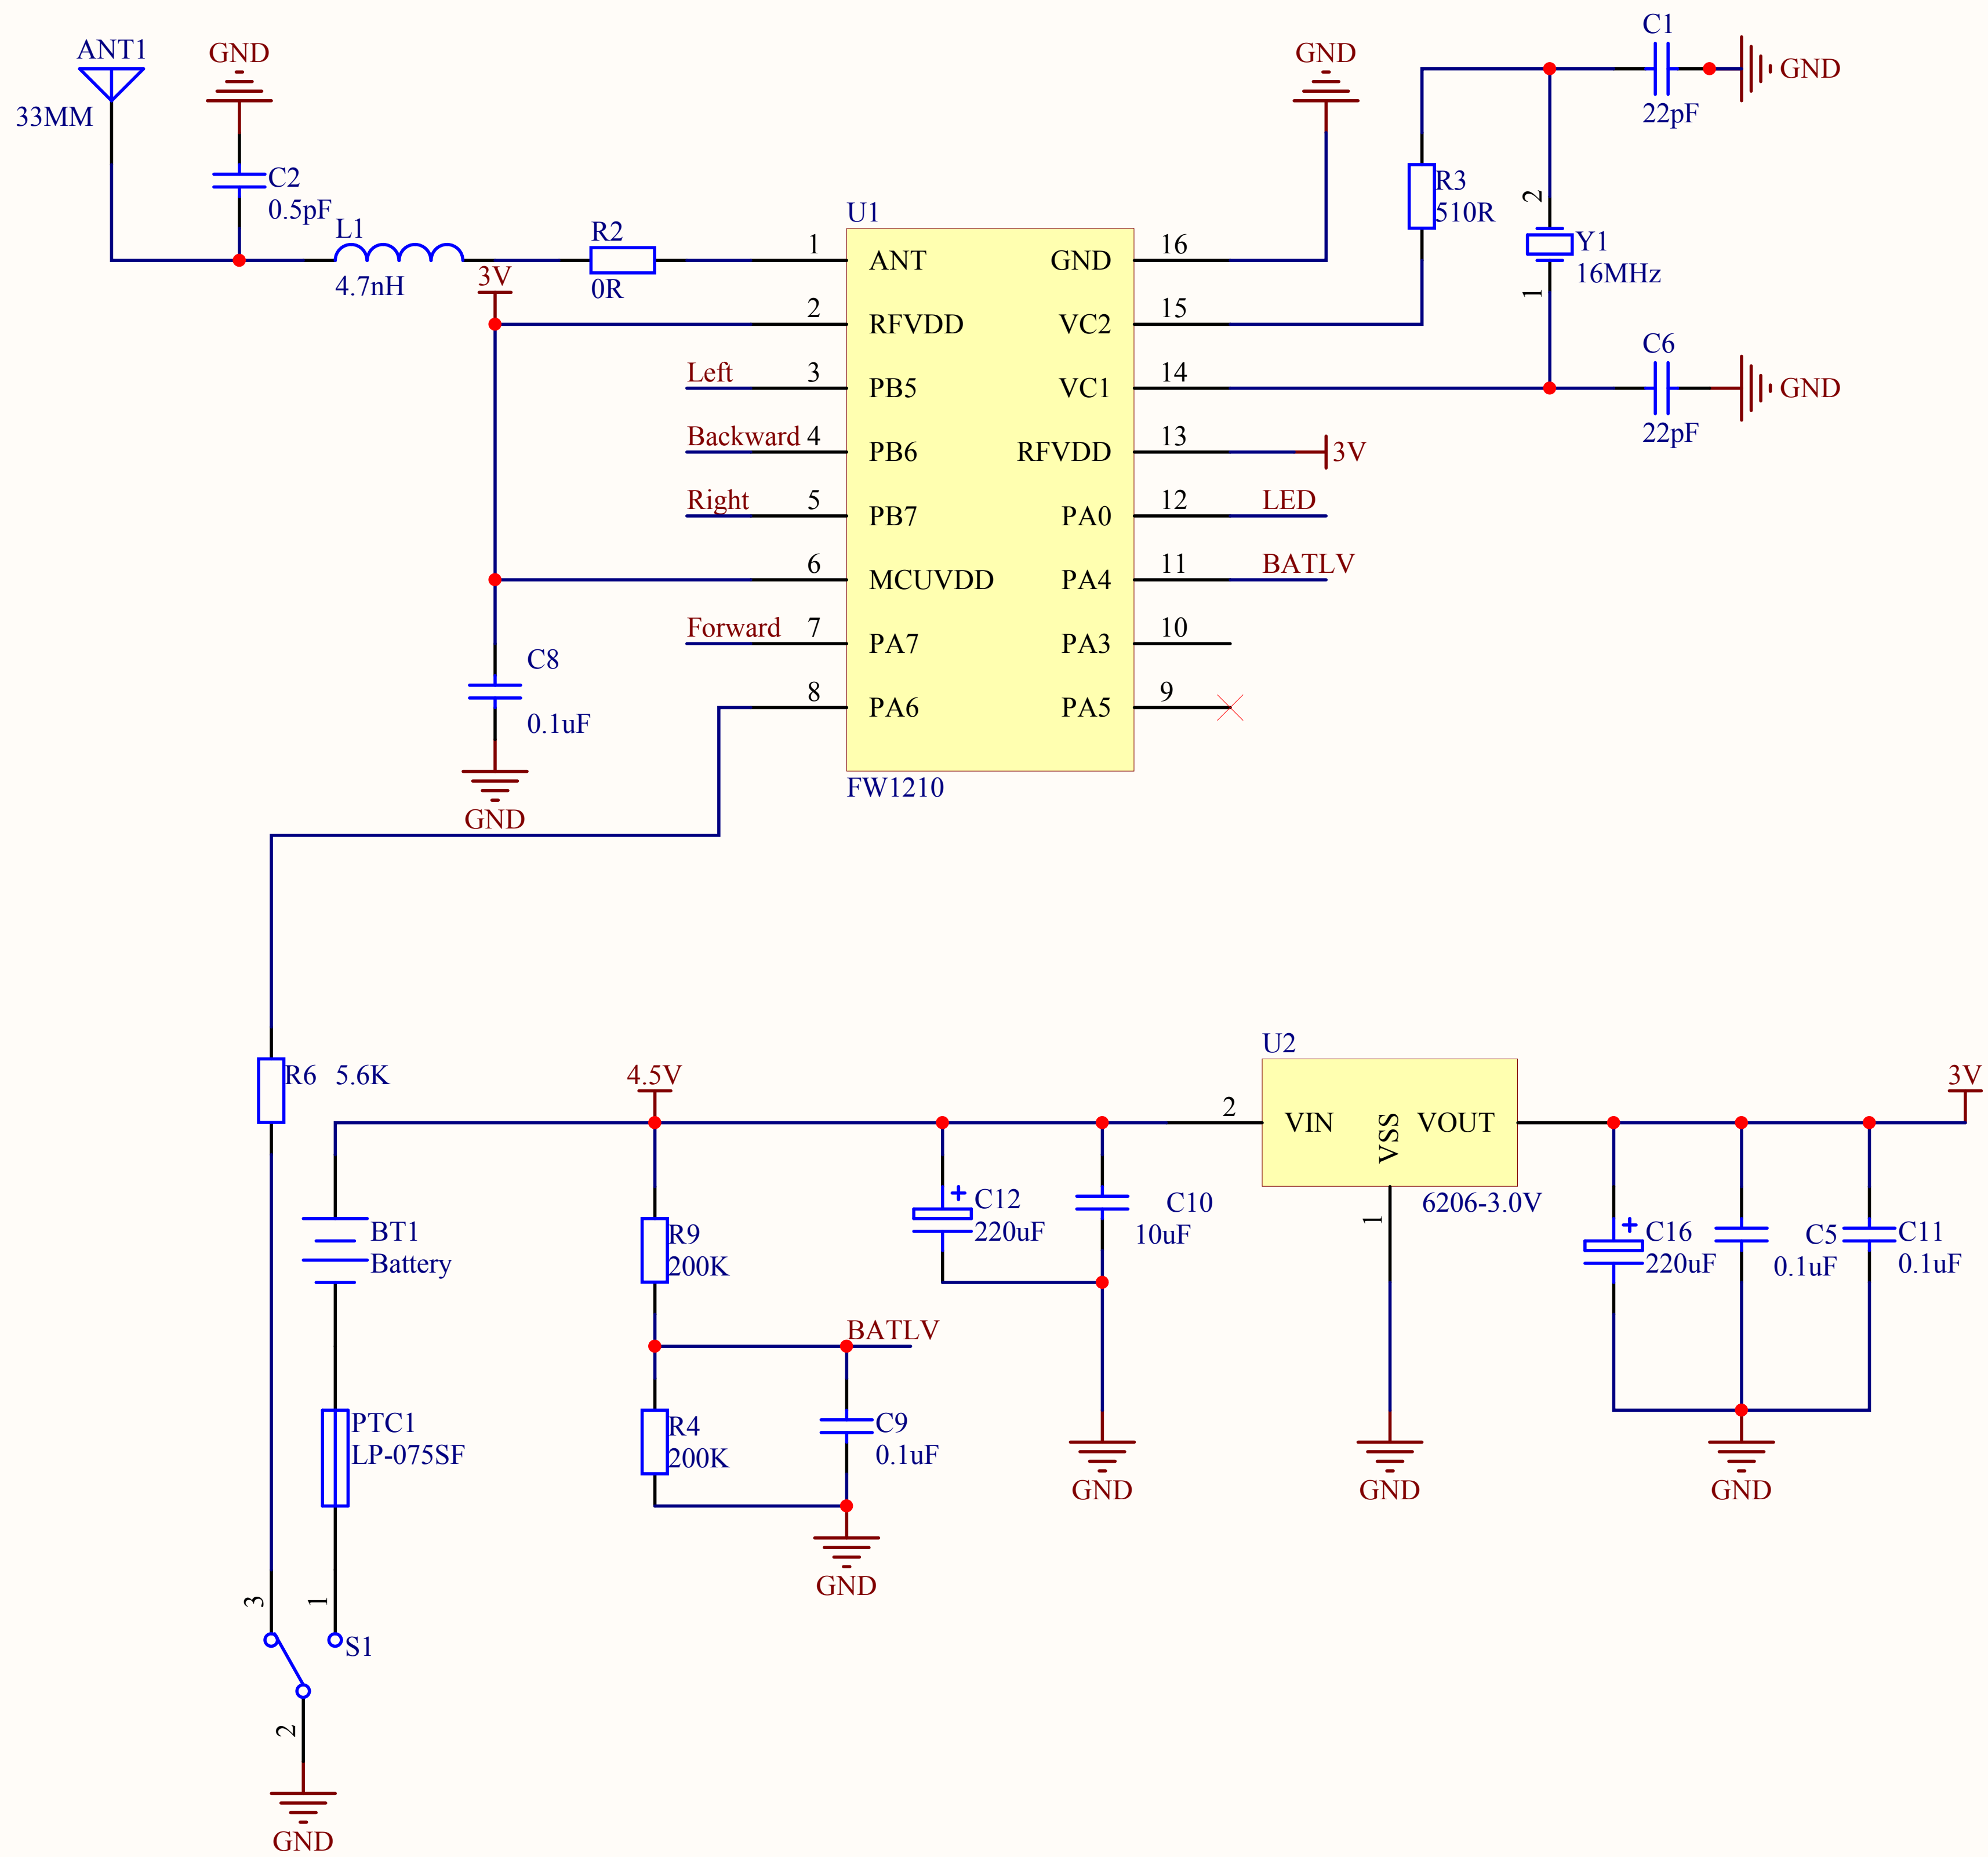 ANT1
33MM
GND
C2
0.5pF
L1
4.7nH
R2
0R
3V
U1
1 ANT
2 RFVDD
Left 3 PB5
Backward 4 PB6
Right 5 PB7
6 MCUVDD
Forward 7 PA7
8 PA6
GND 16
VC2 15
VC1 14
RFVDD 13 3V
PA0 12 LED
PA4 11 BATLV
PA3 10
PA5 9
FW1210
GND
R3
510R
C1
22pF
GND
2
Y1
16MHz
1
C6
22pF
GND
C8
0.1uF
GND
R6 5.6K
4.5V
BT1
Battery
PTC1
LP-075SF
3
1
S1
2
GND
R9
200K
BATLV
R4
200K
C9
0.1uF
GND
C12
220uF
C10
10uF
GND
U2
2 VIN
VSS
VOUT
1
6206-3.0V
GND
3V
C16
220uF
C5
0.1uF
C11
0.1uF
GND